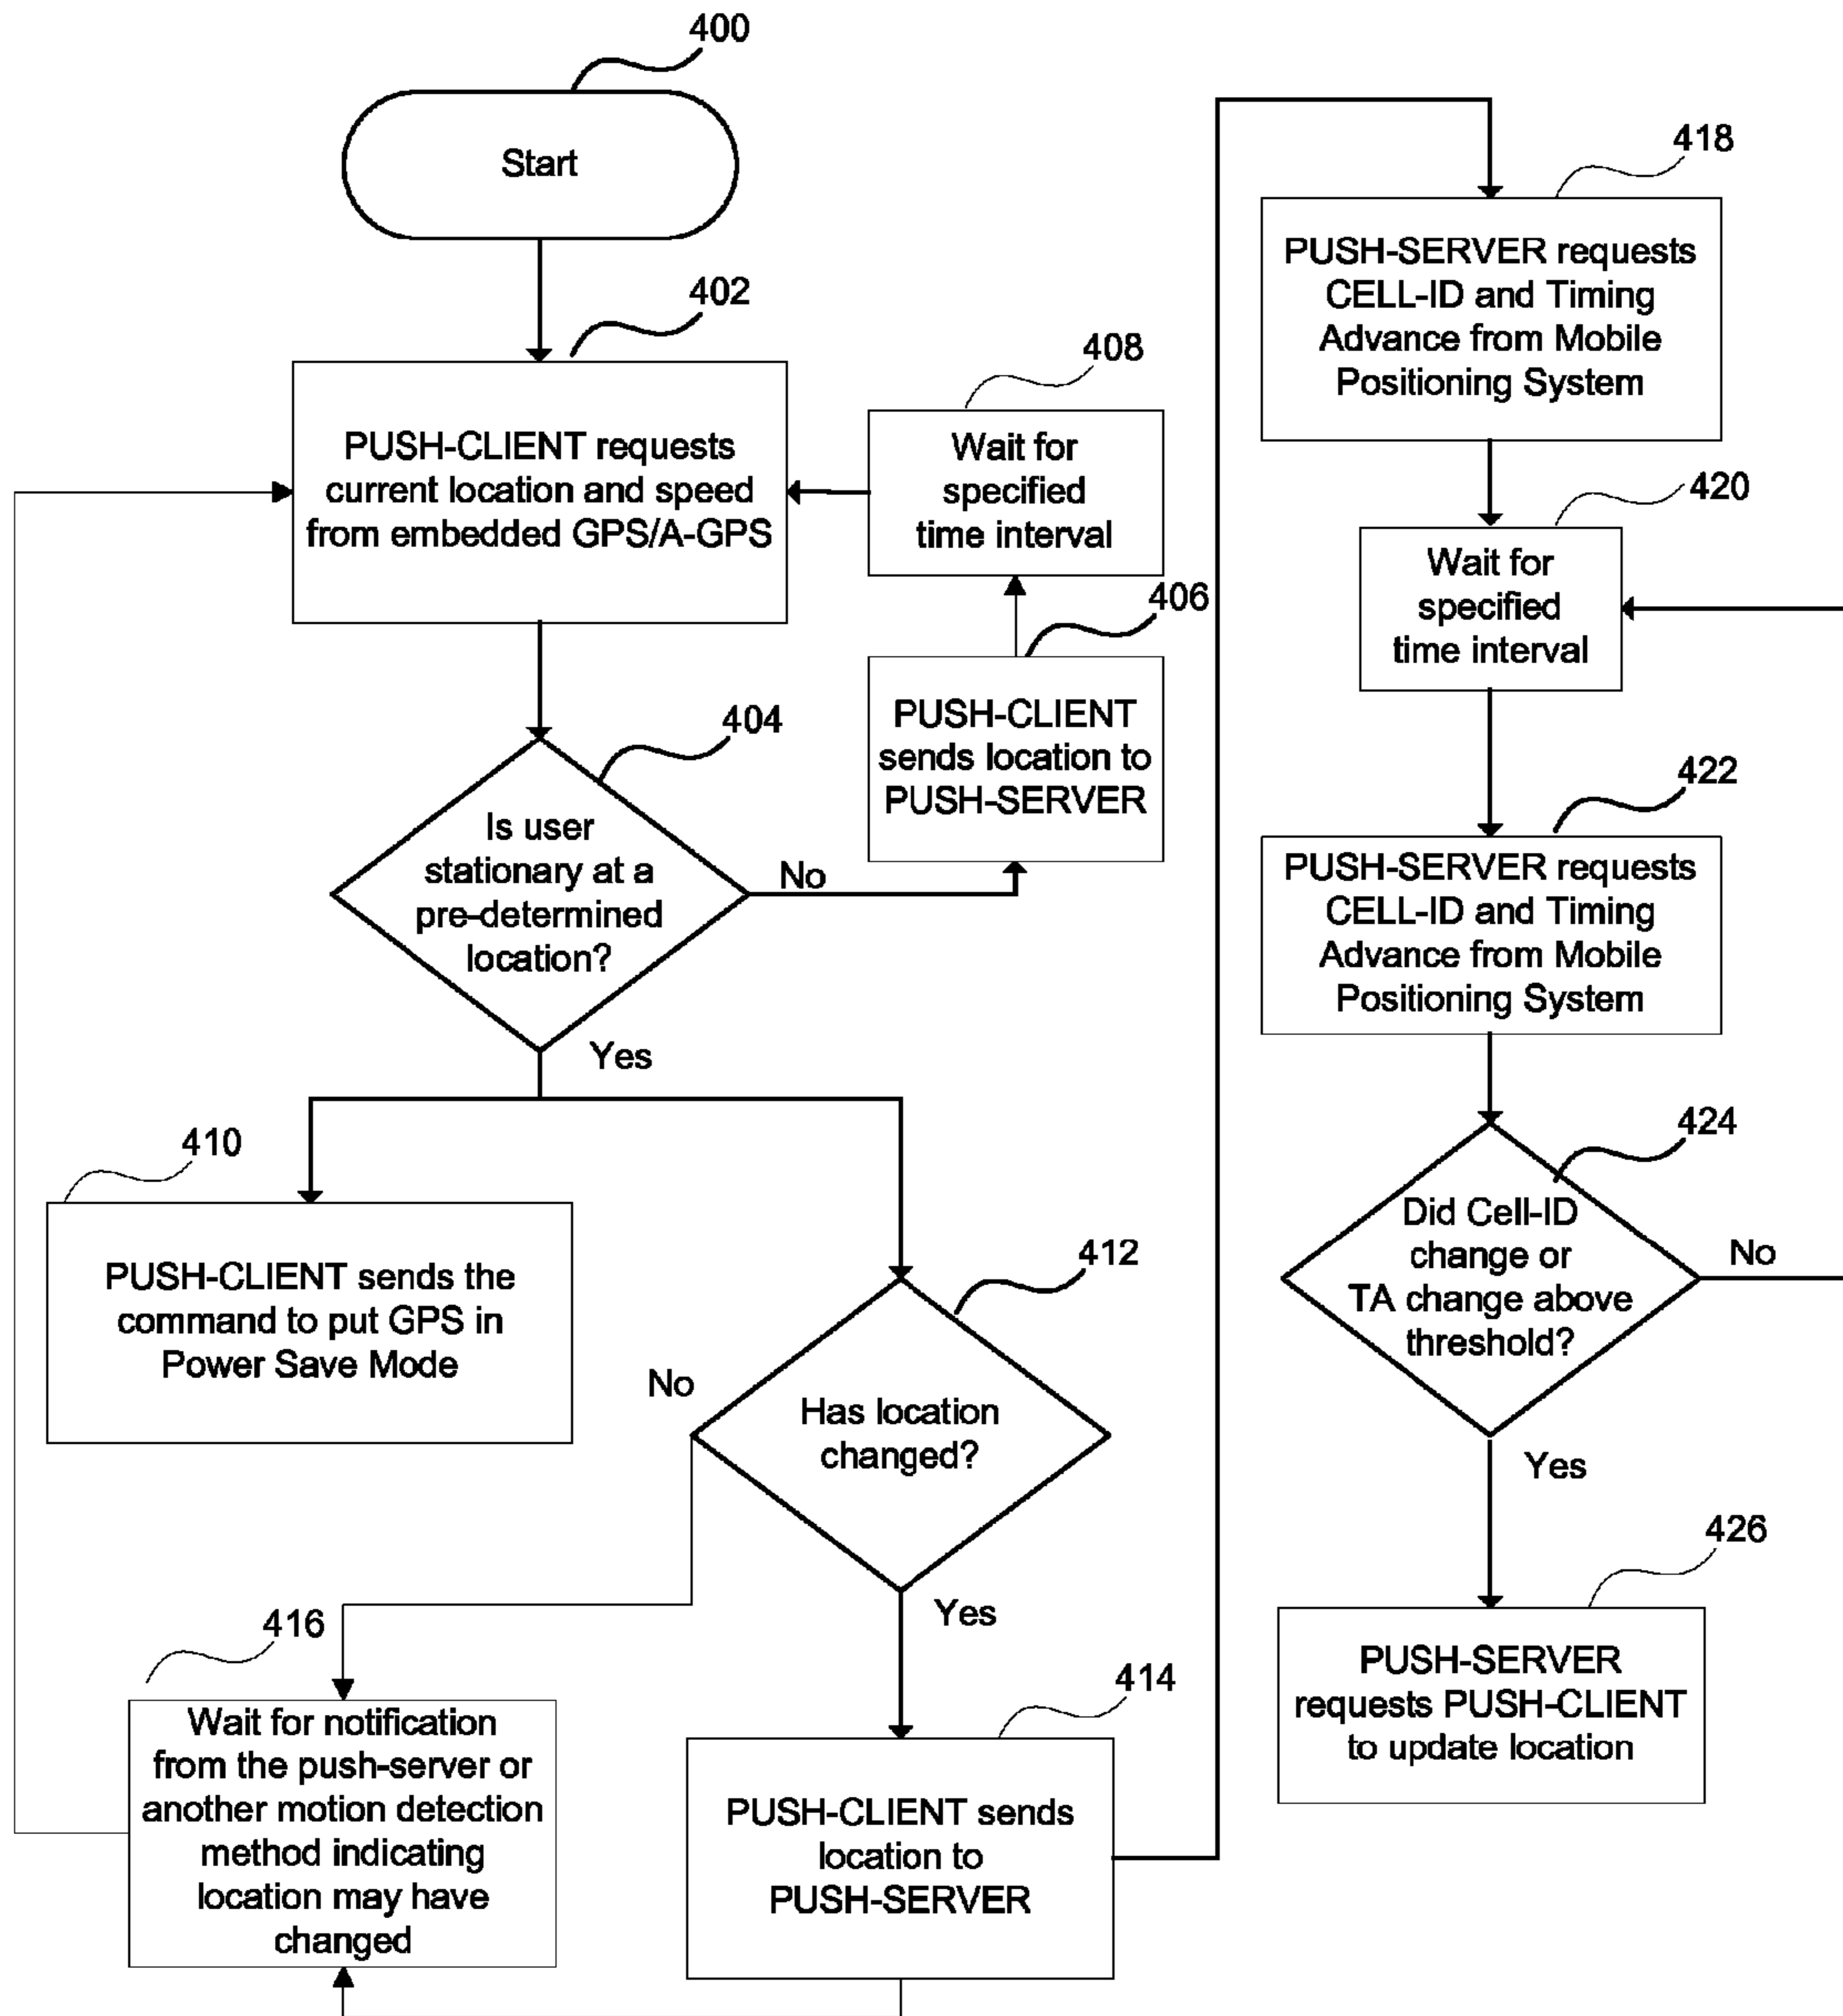 400
Start
402
PUSH-CLIENT requests
current location and speed
from embedded GPS/A-GPS
408
Wait for
specified
time interval
406
PUSH-CLIENT
sends location to
PUSH-SERVER
404
Is user
stationary at a
pre-determined
location?
No
Yes
410
PUSH-CLIENT sends the
command to put GPS in
Power Save Mode
412
Has location
changed?
No
Yes
416
Wait for notification
from the push-server or
another motion detection
method indicating
location may have
changed
414
PUSH-CLIENT sends
location to
PUSH-SERVER
418
PUSH-SERVER requests
CELL-ID and Timing
Advance from Mobile
Positioning System
420
Wait for
specified
time interval
422
PUSH-SERVER requests
CELL-ID and Timing
Advance from Mobile
Positioning System
424
Did Cell-ID
change or
TA change above
threshold?
No
Yes
426
PUSH-SERVER
requests PUSH-CLIENT
to update location